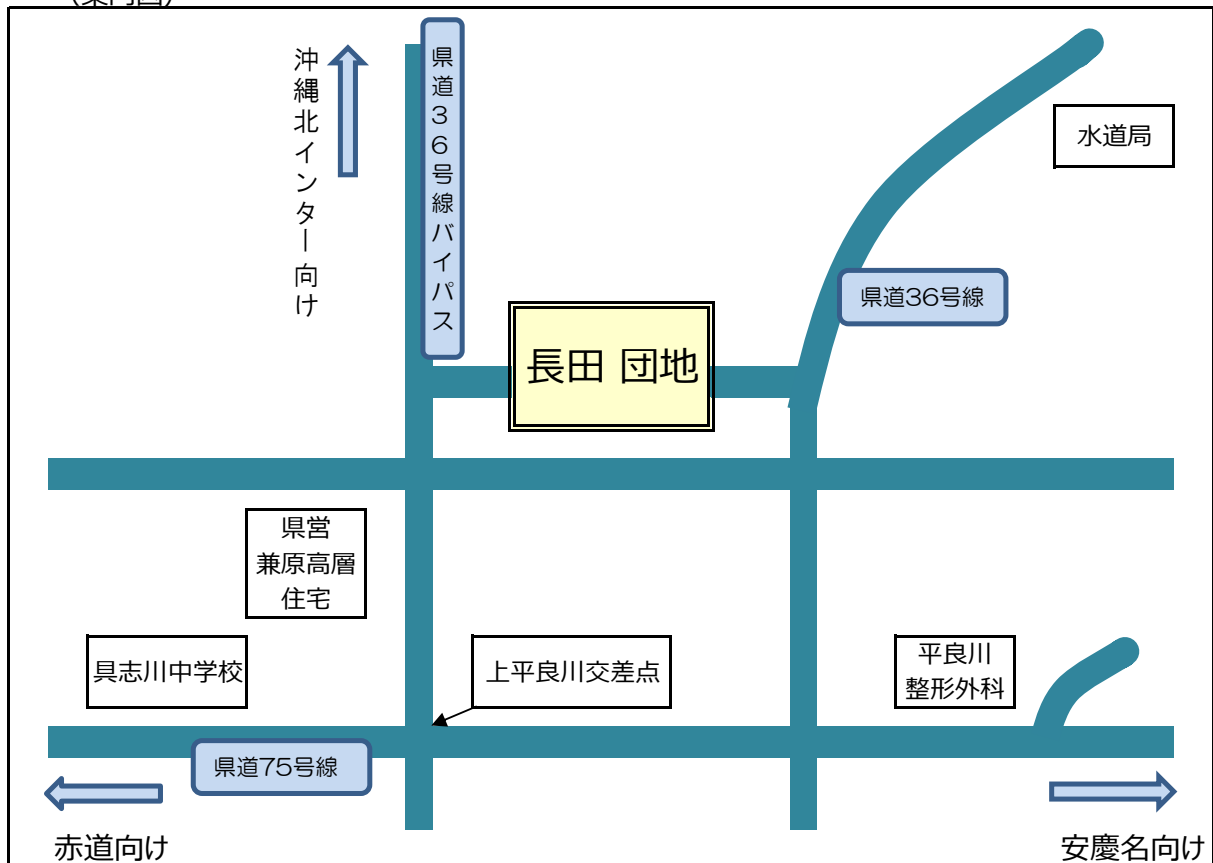 （案内図）
沖縄北インター向け
県道36号線バイパス
水道局
県道36号線
長田 団地
県営
兼原高層
住宅
具志川中学校
上平良川交差点
平良川
整形外科
県道75号線
赤道向け
安慶名向け